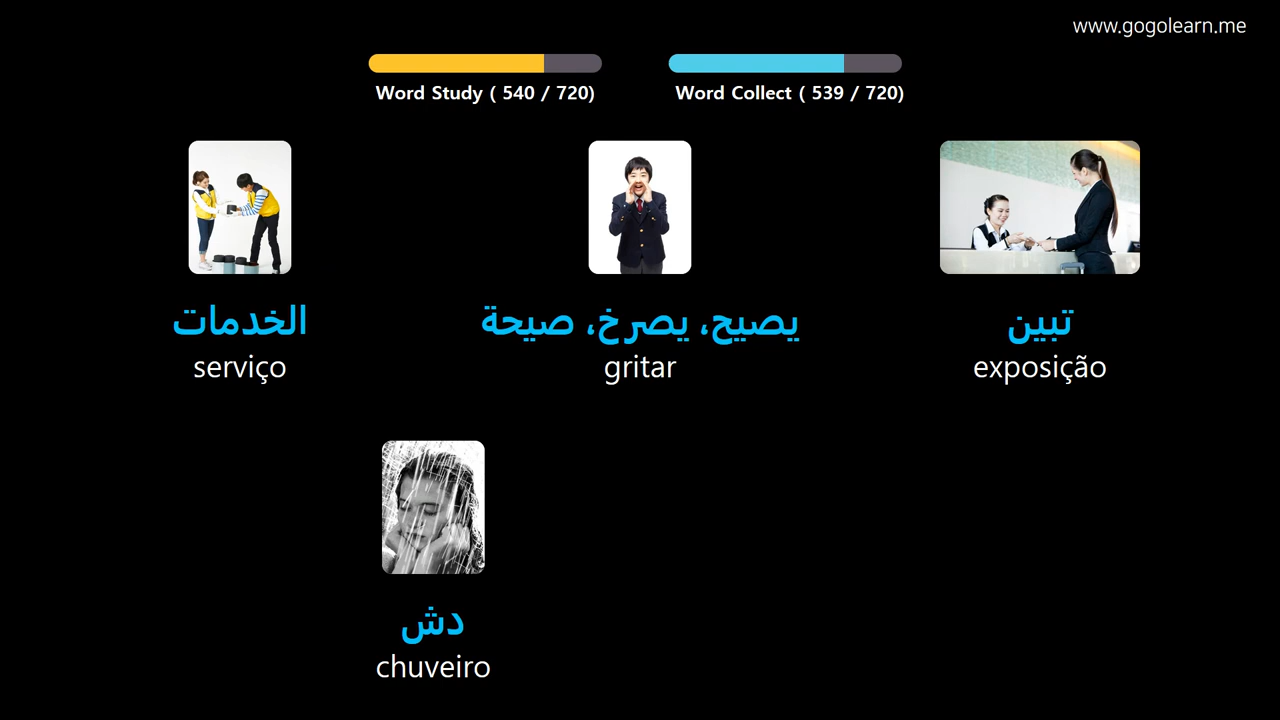 www.gogolearn.me
Word Study ( 540 / 720)
Word Collect ( 539 / 720)
الخدمات
serviço
يصيح، يصرخ، صيحة
gritar
تبين
exposição
دش
chuveiro